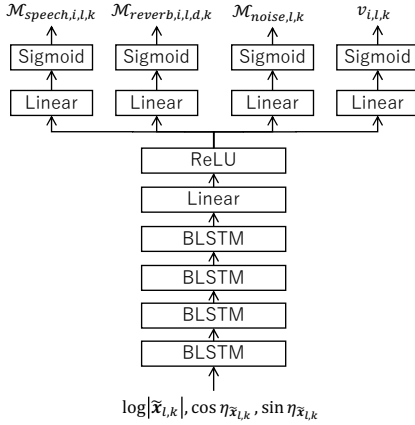 ℳ_{speech,i,l,k} ℳ_{reverb,i,l,d,k} ℳ_{noise,l,k} v_{i,l,k}
Sigmoid Sigmoid Sigmoid Sigmoid
Linear Linear Linear Linear
ReLU
Linear
BLSTM
BLSTM
BLSTM
BLSTM
log|x̃_{l,k}|, cos η_{x̃_{l,k}}, sin η_{x̃_{l,k}}